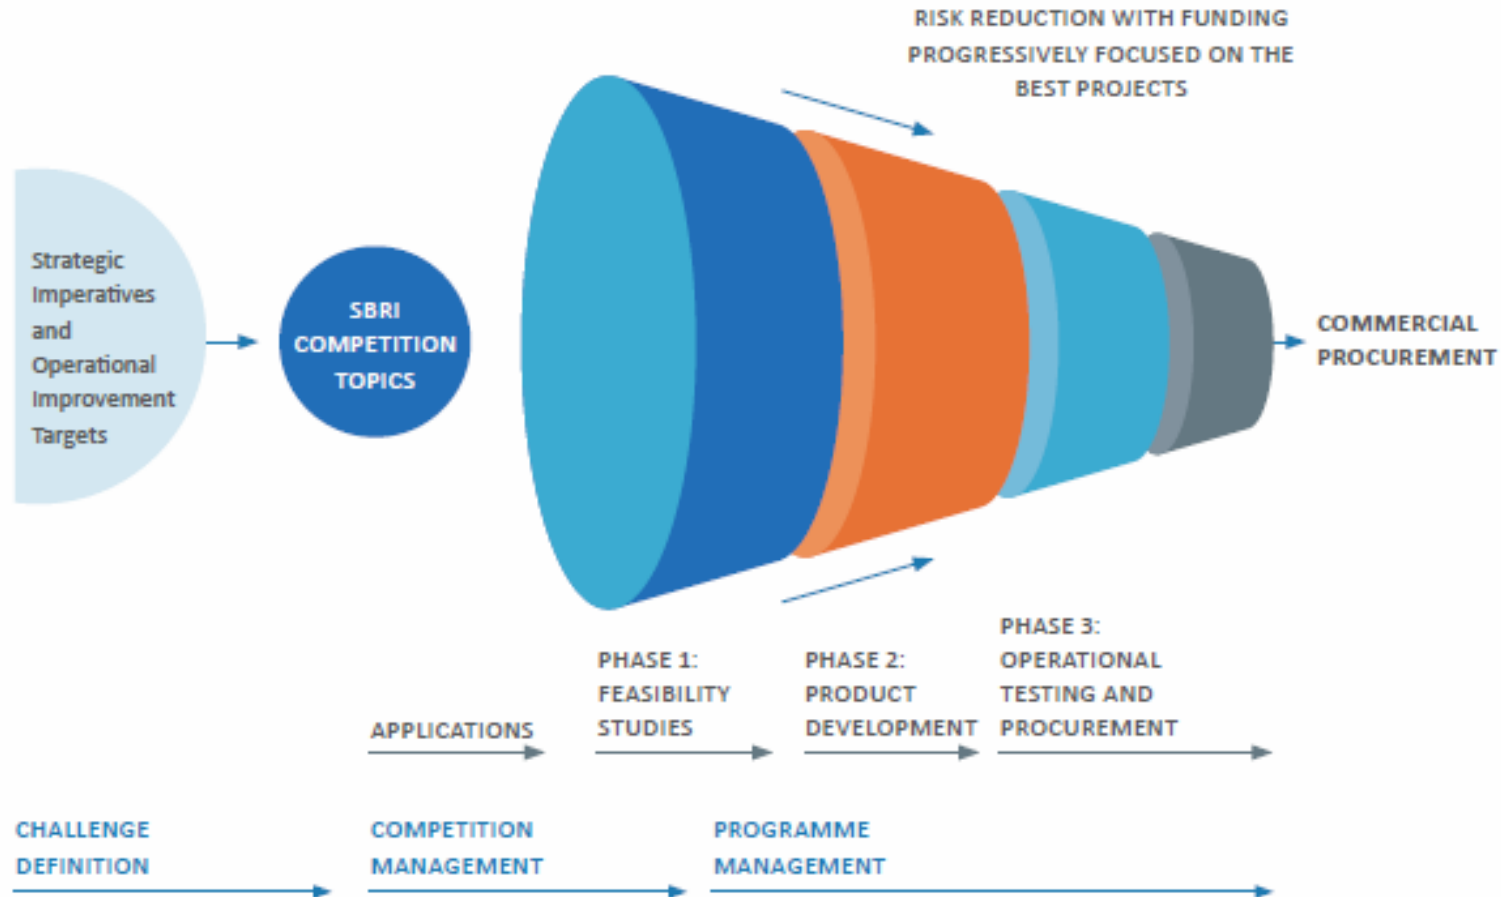 RISK REDUCTION WITH FUNDING
PROGRESSIVELY FOCUSED ON THE
BEST PROJECTS
Strategic
Imperatives
and
Operational
Improvement
Targets
SBRI
COMPETITION
TOPICS
COMMERCIAL
PROCUREMENT
APPLICATIONS
PHASE 1:
FEASIBILITY
STUDIES
PHASE 2:
PRODUCT
DEVELOPMENT
PHASE 3:
OPERATIONAL
TESTING AND
PROCUREMENT
CHALLENGE
DEFINITION
COMPETITION
MANAGEMENT
PROGRAMME
MANAGEMENT